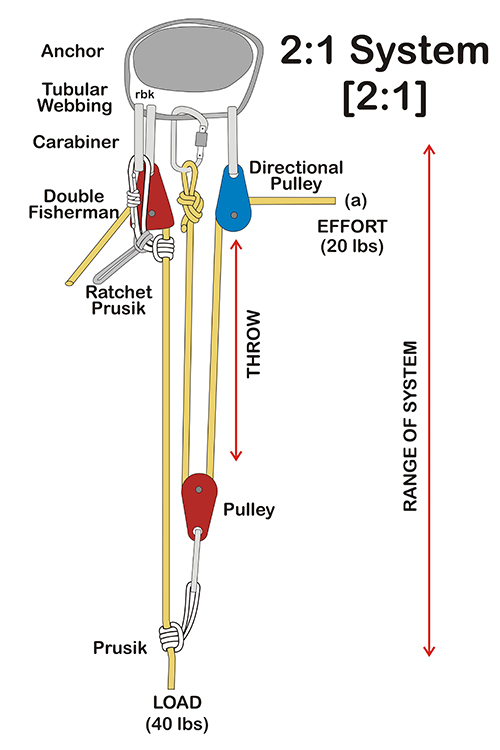 2:1 System
[2:1]
Anchor
Tubular
Webbing
rbk
Carabiner
Double
Fisherman
Directional
Pulley
(a)
EFFORT
(20 lbs)
Ratchet
Prusik
THROW
RANGE OF SYSTEM
Pulley
Prusik
LOAD
(40 lbs)